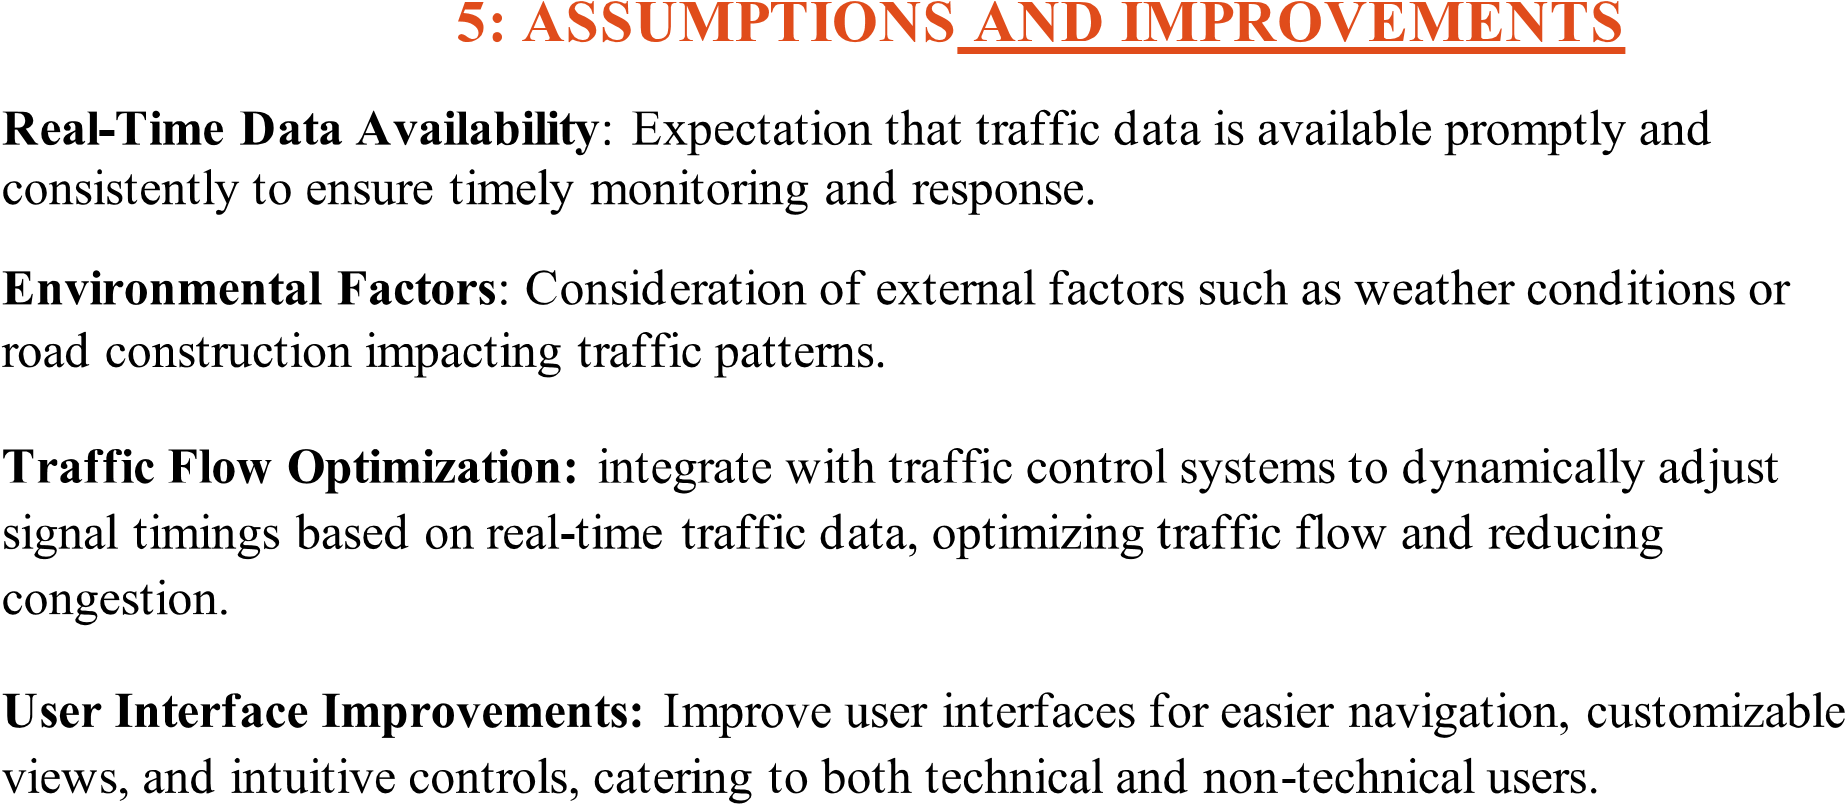 5: ASSUMPTIONS AND IMPROVEMENTS
Real-Time Data Availability: Expectation that traffic data is available promptly and
consistently to ensure timely monitoring and response.
Environmental Factors: Consideration of external factors such as weather conditions or
road construction impacting traffic patterns.
Traffic Flow Optimization: integrate with traffic control systems to dynamically adjust
signal timings based on real-time traffic data, optimizing traffic flow and reducing
congestion.
User Interface Improvements: Improve user interfaces for easier navigation, customizable
views, and intuitive controls, catering to both technical and non-technical users.